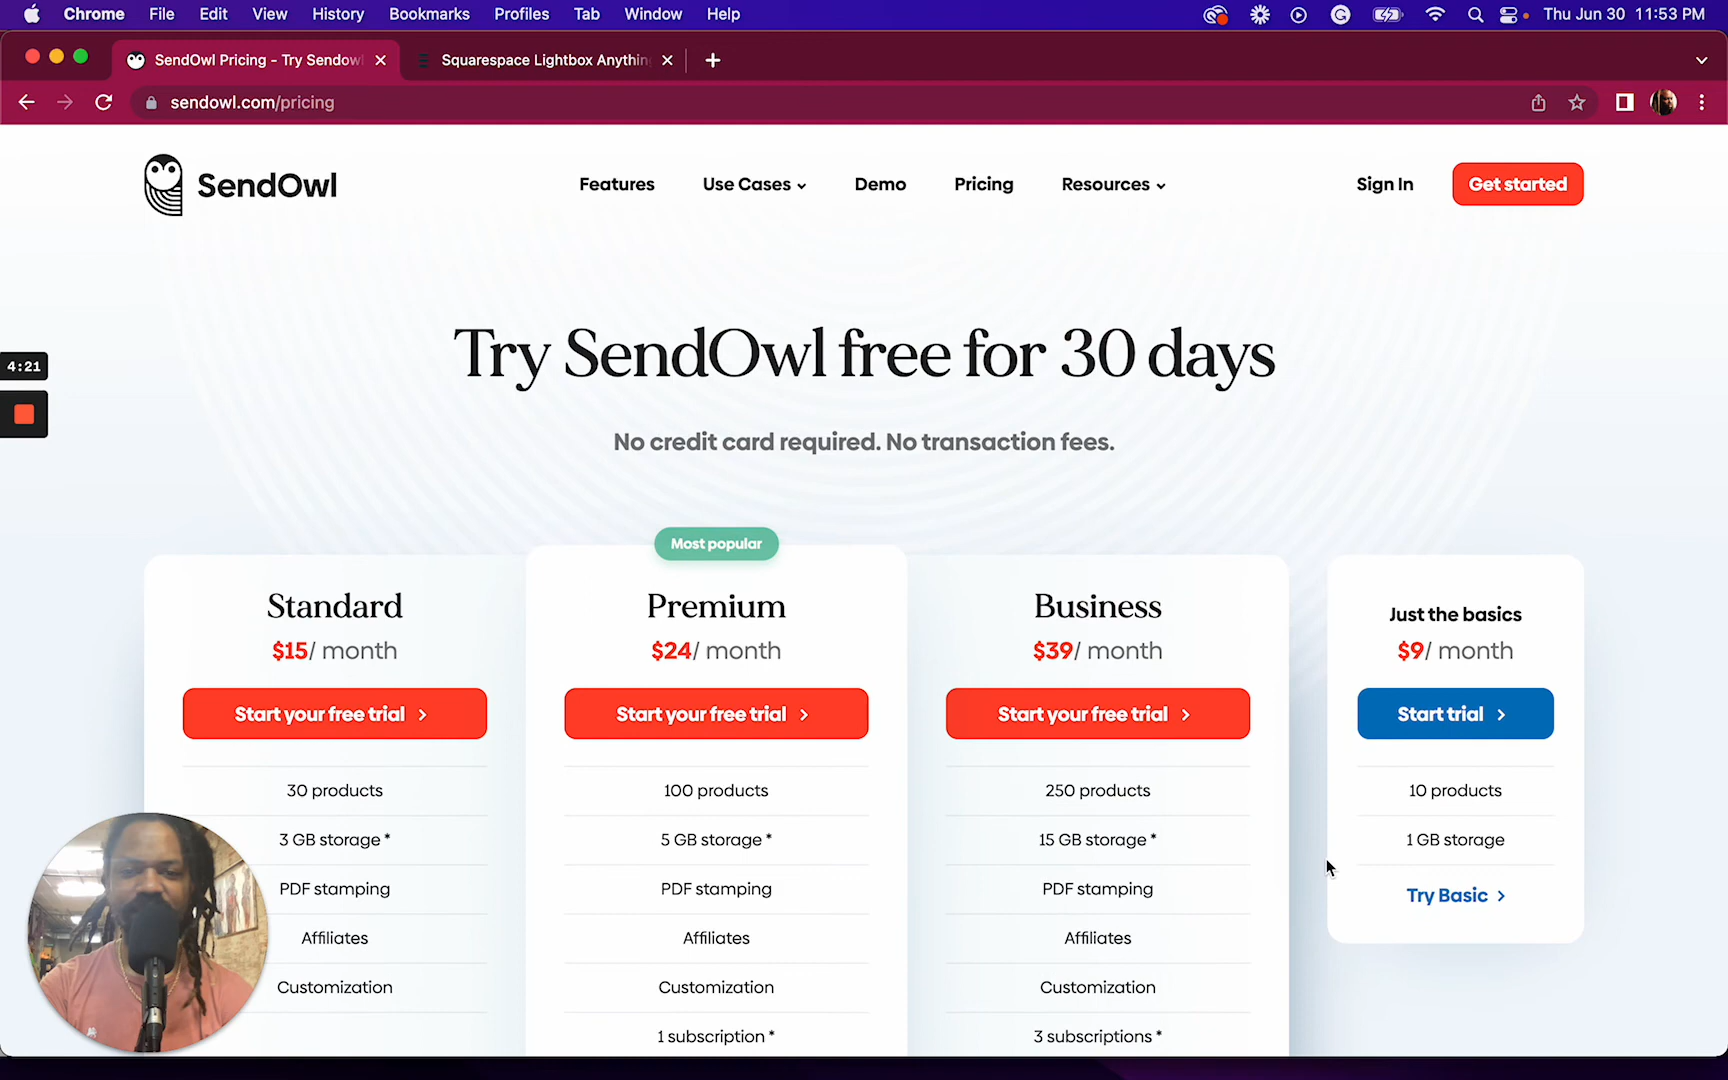 Chrome File Edit View History Bookmarks Profiles Tab Window Help
Thu Jun 30 11:53 PM
SendOwl Pricing - Try Sendowl
Squarespace Lightbox Anything
sendowl.com/pricing
SendOwl
Features Use Cases Demo Pricing Resources Sign In Get started
4:21
Try SendOwl free for 30 days
No credit card required. No transaction fees.
Most popular
Standard
$15/ month
Start your free trial
30 products
3 GB storage *
PDF stamping
Affiliates
Customization
Premium
$24/ month
Start your free trial
100 products
5 GB storage *
PDF stamping
Affiliates
Customization
1 subscription *
Business
$39/ month
Start your free trial
250 products
15 GB storage *
PDF stamping
Affiliates
Customization
3 subscriptions *
Just the basics
$9/ month
Start trial
10 products
1 GB storage
Try Basic